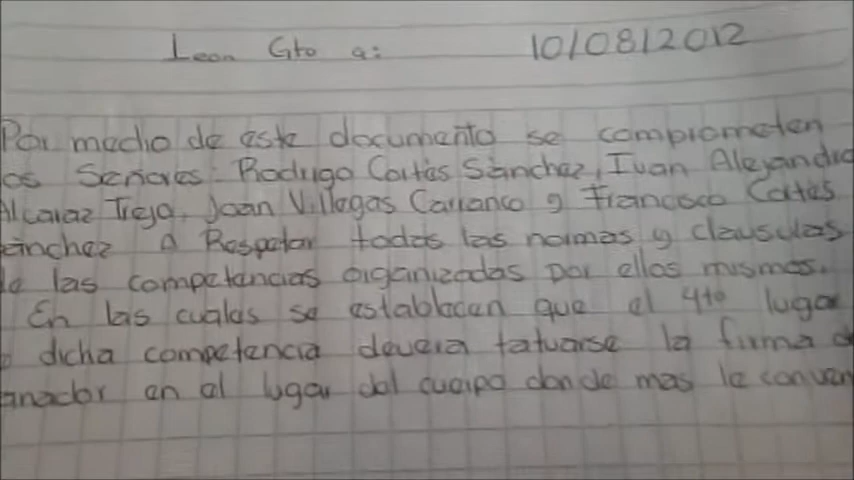 Leon Gto a: 10/08/2012
Por medio de este documento se comprometen
os Señores: Rodrigo Cortés Sánchez, Ivan Alejandro
Alcaraz Trejo, Joan Villegas Carranco y Francisco Cortés
ánchez a Respetar todas las normas y clausulas
de las competencias organizadas por ellos mismos.
En las cuales se establecen que el 4to lugar
dicha competencia devera tatuarse la firma d
anador en el lugar del cuerpo donde mas le conven